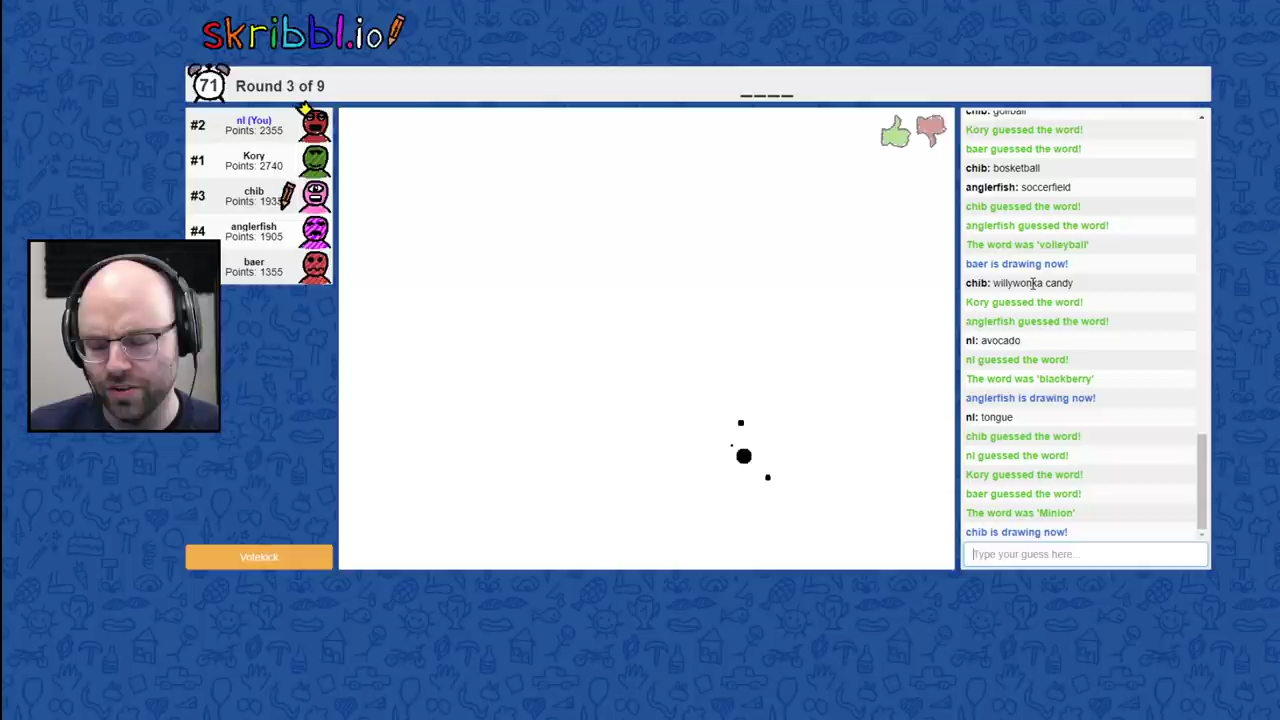 skribbl.io
71
Round 3 of 9
____
#2
nl (You)
Points: 2355
#1
Kory
Points: 2740
#3
chib
#4
anglerfish
Points: 1905
baer
Points: 1355
Votekick
chib: golfball
Kory guessed the word!
baer guessed the word!
chib: bosketball
anglerfish: soccerfield
chib guessed the word!
anglerfish guessed the word!
The word was 'volleyball'
baer is drawing now!
chib: willywonka candy
Kory guessed the word!
anglerfish guessed the word!
nl: avocado
nl guessed the word!
The word was 'blackberry'
anglerfish is drawing now!
nl: tongue
chib guessed the word!
nl guessed the word!
Kory guessed the word!
baer guessed the word!
The word was 'Minion'
chib is drawing now!
Type your guess here...